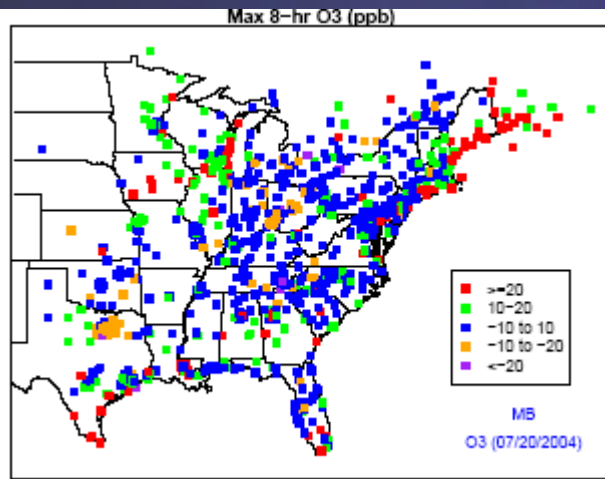 Max 8-hr O3 (ppb)
>=20
10-20
-10 to 10
-10 to -20
<-20
MB
O3 (07/20/2004)